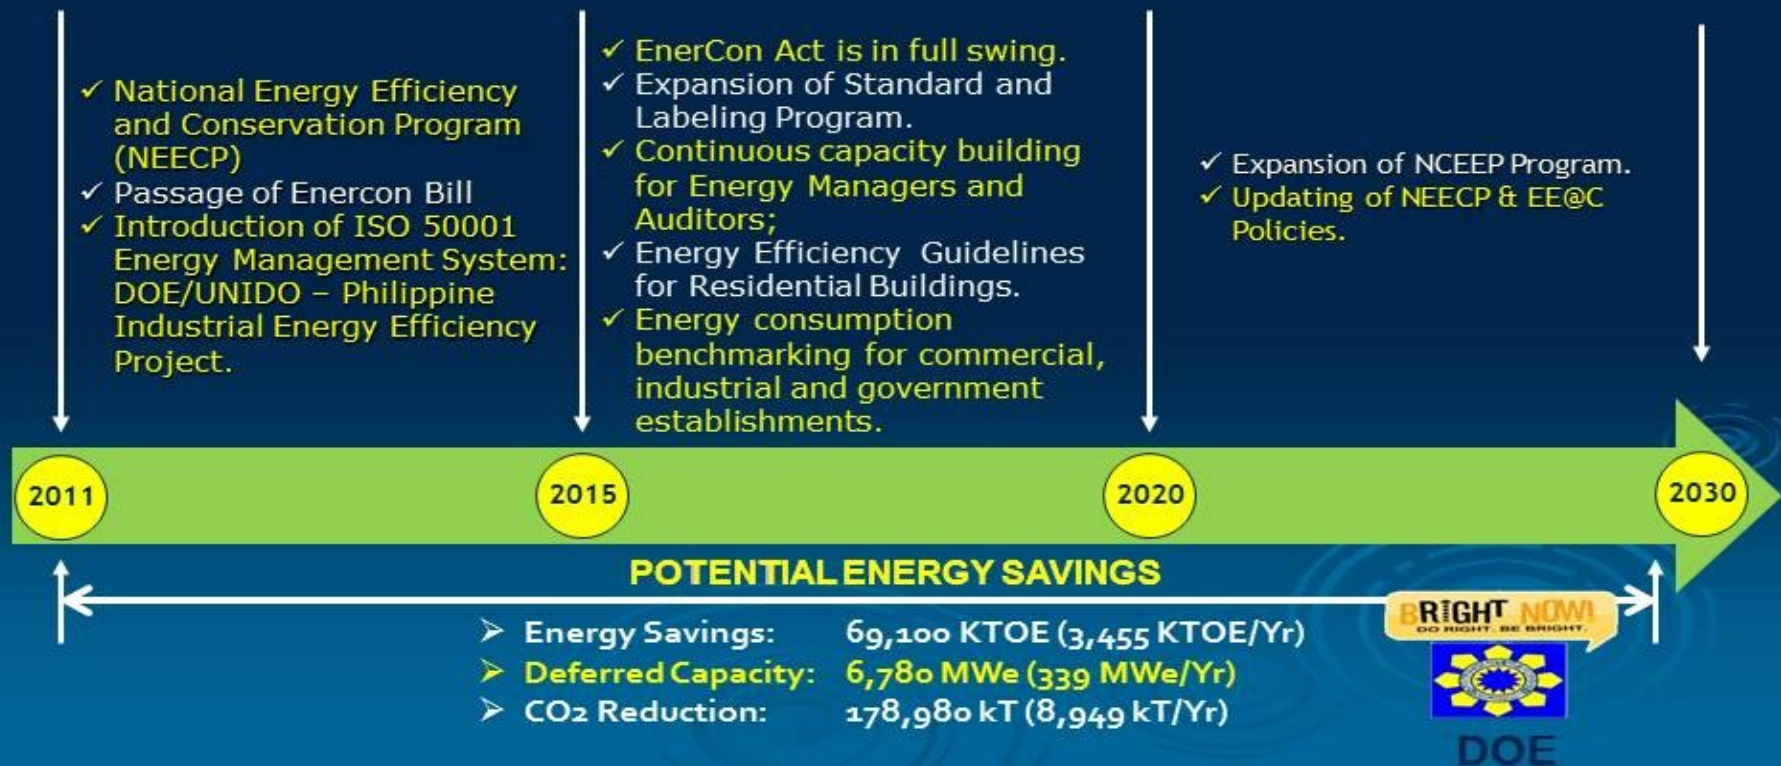 ✓ National Energy Efficiency
and Conservation Program
(NEECP)
✓ Passage of Enercon Bill
✓ Introduction of ISO 50001
Energy Management System:
DOE/UNIDO – Philippine
Industrial Energy Efficiency
Project.
✓ EnerCon Act is in full swing.
✓ Expansion of Standard and
Labeling Program.
✓ Continuous capacity building
for Energy Managers and
Auditors;
✓ Energy Efficiency Guidelines
for Residential Buildings.
✓ Energy consumption
benchmarking for commercial,
industrial and government
establishments.
✓ Expansion of NCEEP Program.
✓ Updating of NEECP & EE@C
Policies.
2011
2015
2020
2030
POTENTIAL ENERGY SAVINGS
➢ Energy Savings: 69,100 KTOE (3,455 KTOE/Yr)
➢ Deferred Capacity: 6,780 MWe (339 MWe/Yr)
➢ CO2 Reduction: 178,980 kT (8,949 kT/Yr)
BRIGHT NOW!
DO RIGHT. BE BRIGHT.
DOE